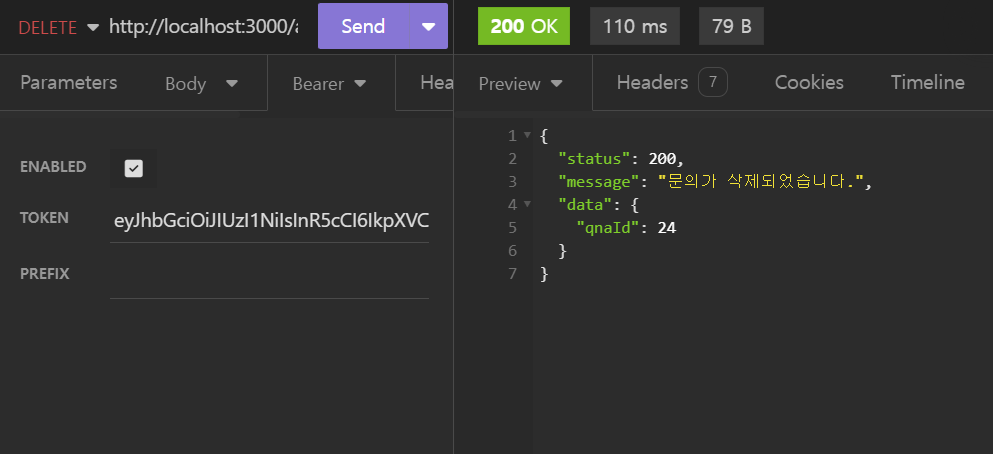 DELETE http://localhost:3000/a Send
200 OK 110 ms 79 B
Parameters Body Bearer Hea
Preview Headers 7 Cookies Timeline
ENABLED
TOKEN eyJhbGciOiJIUzI1NiIsInR5cCI6IkpXVC
PREFIX
1 {
2 "status": 200,
3 "message": "문의가 삭제되었습니다.",
4 "data": {
5 "qnaId": 24
6 }
7 }